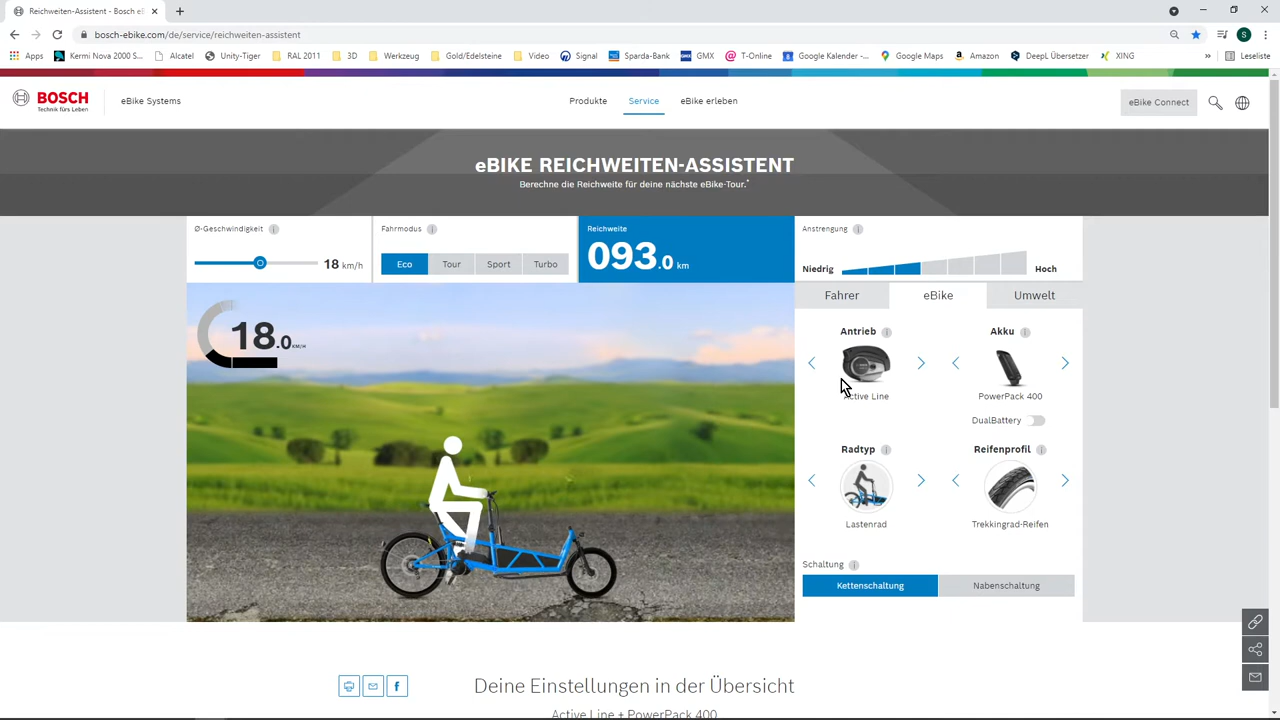 Reichweiten-Assistent - Bosch eB
bosch-ebike.com/de/service/reichweiten-assistent
S
Apps Kermi Nova 2000 S... Alcatel Unity-Tiger RAL 2011 3D Werkzeug Gold/Edelsteine Video Signal Sparda-Bank GMX T-Online Google Kalender -... Google Maps Amazon DeepL Übersetzer XING » Leseliste
BOSCH
Technik fürs Leben
eBike Systems
Produkte Service eBike erleben
eBike Connect
eBIKE REICHWEITEN-ASSISTENT
Berechne die Reichweite für deine nächste eBike-Tour.*
Ø-Geschwindigkeit i
18 km/h
Fahrmodus i
Eco Tour Sport Turbo
Reichweite
093.0 km
Anstrengung i
Niedrig Hoch
18.0 KM/H
Fahrer eBike Umwelt
Antrieb i Akku i
Active Line PowerPack 400
DualBattery
Radtyp i Reifenprofil i
Lastenrad Trekkingrad-Reifen
Schaltung i
Kettenschaltung Nabenschaltung
Deine Einstellungen in der Übersicht
Active Line + PowerPack 400